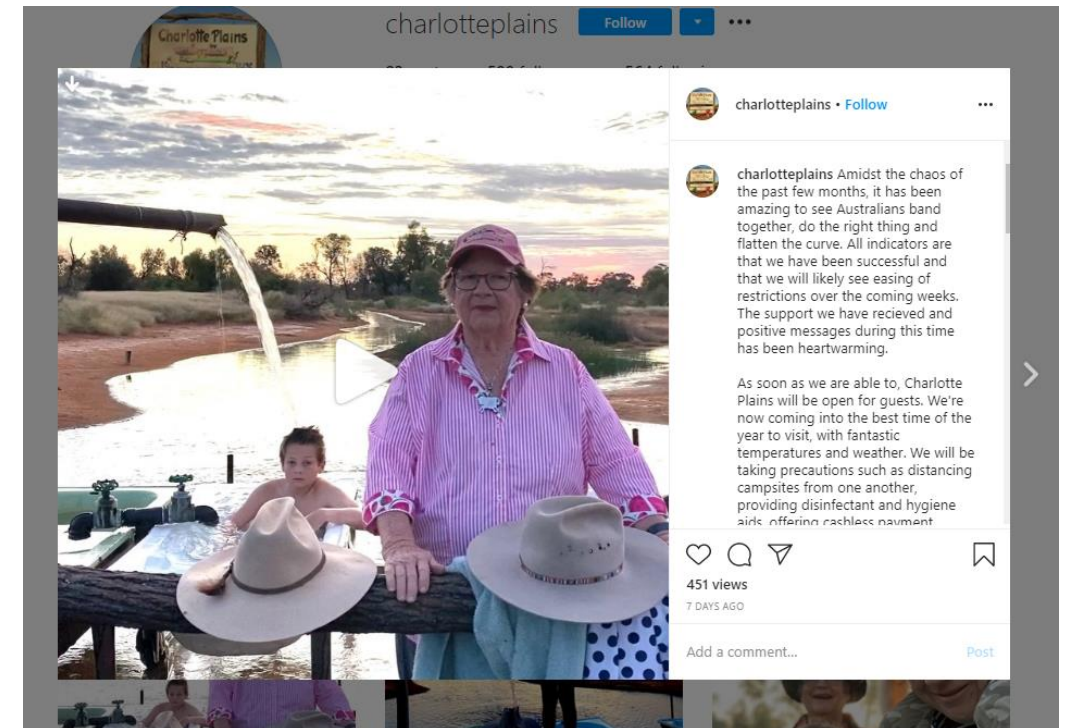 Charlotte Plains
charlotteplains
Follow
charlotteplains • Follow
charlotteplains Amidst the chaos of
the past few months, it has been
amazing to see Australians band
together, do the right thing and
flatten the curve. All indicators are
that we have been successful and
that we will likely see easing of
restrictions over the coming weeks.
The support we have recieved and
positive messages during this time
has been heartwarming.
As soon as we are able to, Charlotte
Plains will be open for guests. We're
now coming into the best time of the
year to visit, with fantastic
temperatures and weather. We will be
taking precautions such as distancing
campsites from one another,
providing disinfectant and hygiene
aids, offering cashless payment
451 views
7 DAYS AGO
Add a comment...
Post